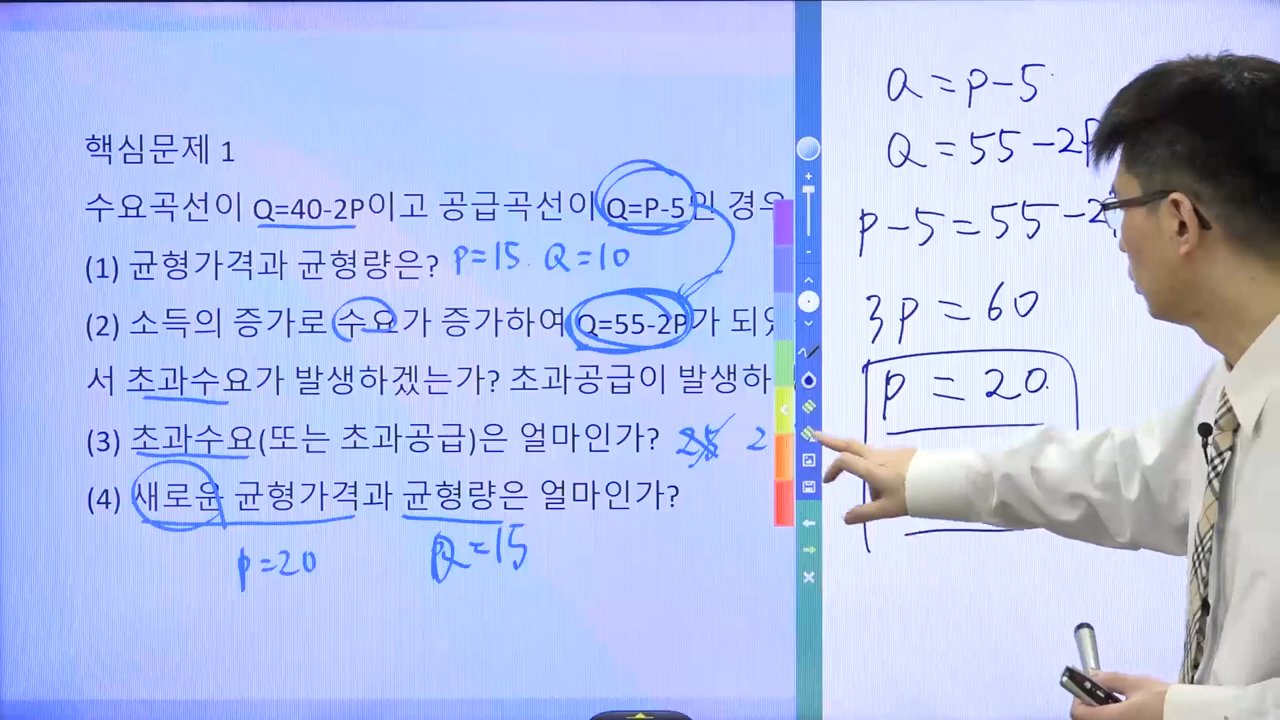 핵심문제 1
수요곡선이 Q=40-2P이고 공급곡선이 Q=P-5인 경우
(1) 균형가격과 균형량은? P=15. Q=10
(2) 소득의 증가로 수요가 증가하여 Q=55-2P가 되었
서 초과수요가 발생하겠는가? 초과공급이 발생하
(3) 초과수요(또는 초과공급)은 얼마인가?
(4) 새로운 균형가격과 균형량은 얼마인가?
P=20 Q=15
Q=P-5
Q=55-2P
P-5=55-2
3P=60
P=20.